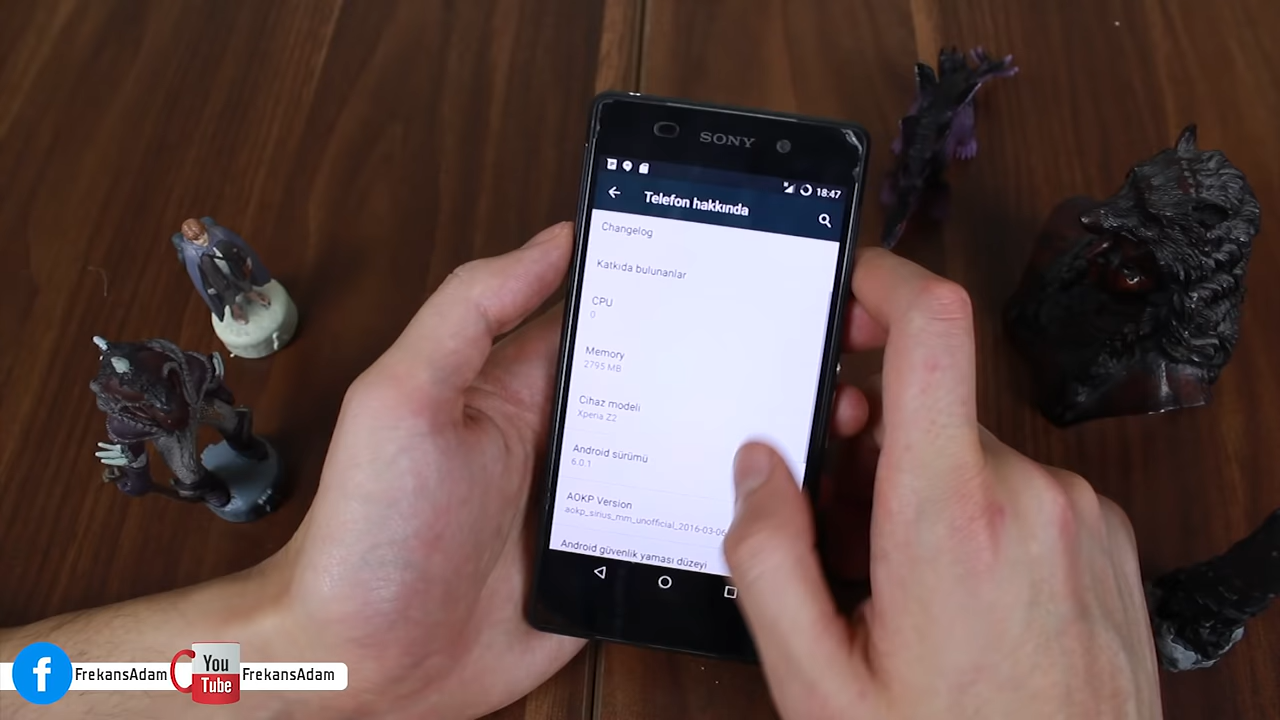 SONY
18:47
Telefon hakkında
Changelog
Katkıda bulunanlar
CPU
0
Memory
2795 MB
Cihaz modeli
Xperia Z2
Android sürümü
6.0.1
AOKP Version
aokp_sirius_mm_unofficial_2016-03-06
Android güvenlik yaması düzeyi
f FrekansAdam
You
Tube
FrekansAdam